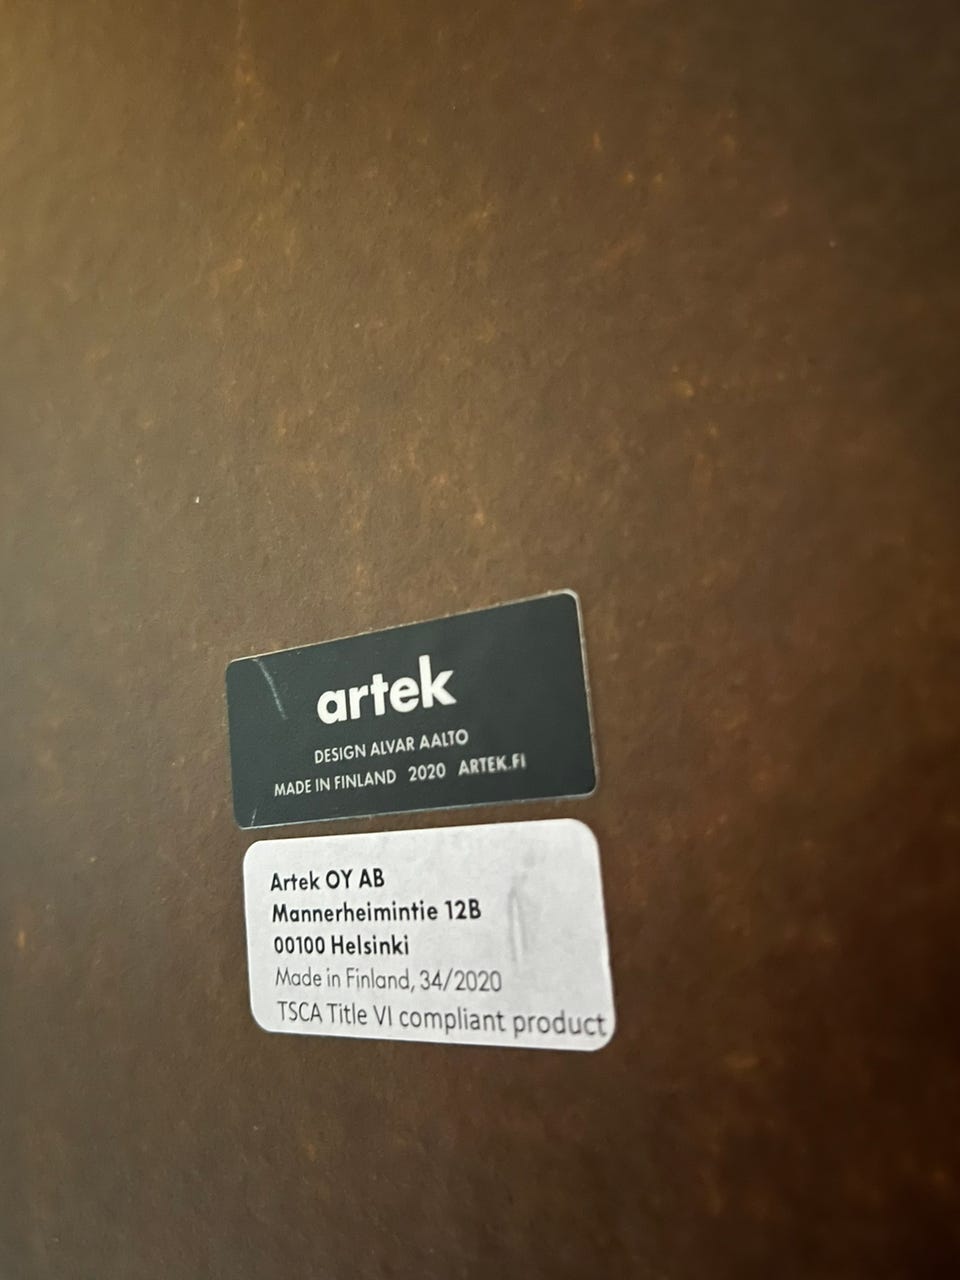 artek
DESIGN ALVAR AALTO
MADE IN FINLAND 2020 ARTEK.FI
Artek OY AB
Mannerheimintie 12B
00100 Helsinki
Made in Finland, 34/2020
TSCA Title VI compliant product